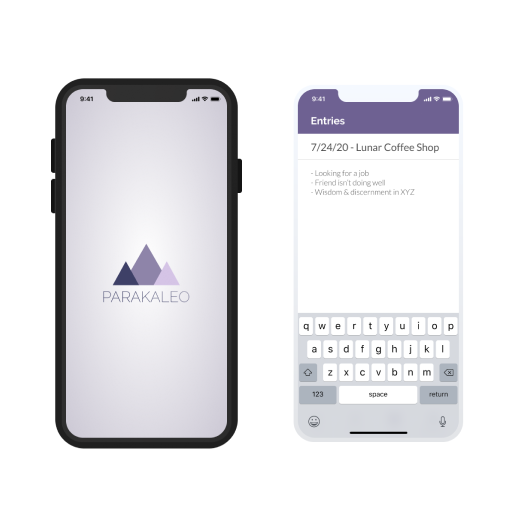 9:41
PARAKALEO
9:41
Entries
7/24/20 - Lunar Coffee Shop
- Looking for a job
- Friend isn't doing well
- Wisdom & discernment in XYZ
q w e r t y u i o p
a s d f g h j k l
z x c v b n m
123 space return